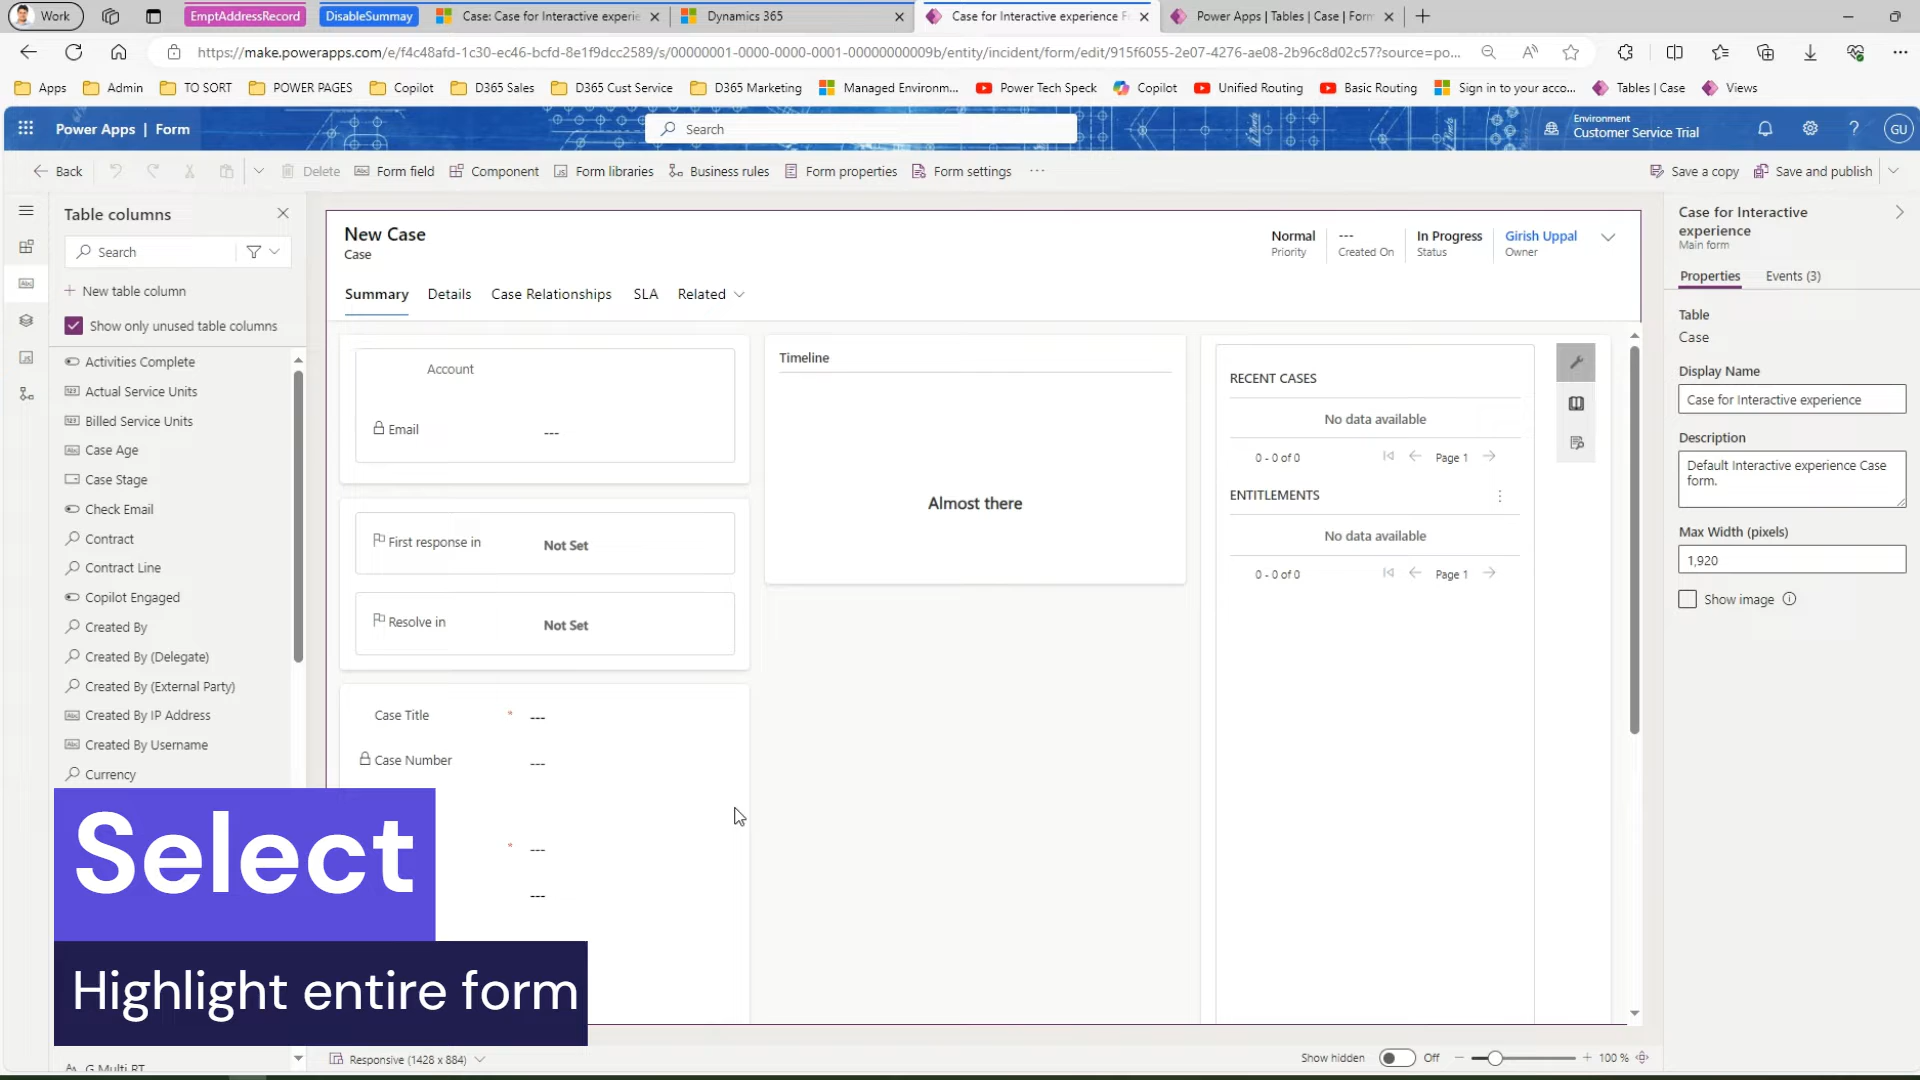 Work
EmptAddressRecord
DisableSummay
Case: Case for Interactive experie
Dynamics 365
Case for Interactive experience F
Power Apps | Tables | Case | Form
https://make.powerapps.com/e/f4c48afd-1c30-ec46-bcfd-8e1f9dcc2589/s/00000001-0000-0000-0001-00000000009b/entity/incident/form/edit/915f6055-2e07-4276-ae08-2b96c8d02c57?source=po...
Apps
Admin
TO SORT
POWER PAGES
Copilot
D365 Sales
D365 Cust Service
D365 Marketing
Managed Environm...
Power Tech Speck
Copilot
Unified Routing
Basic Routing
Sign in to your acco...
Tables | Case
Views
Power Apps | Form
Search
Environment
Customer Service Trial
GU
Back
Delete
Form field
Component
Form libraries
Business rules
Form properties
Form settings
Save a copy
Save and publish
Table columns
Search
New table column
Show only unused table columns
Activities Complete
Actual Service Units
Billed Service Units
Case Age
Case Stage
Check Email
Contract
Contract Line
Copilot Engaged
Created By
Created By (Delegate)
Created By (External Party)
Created By IP Address
Created By Username
Currency
G Multi RT
New Case
Case
Normal
Priority
---
Created On
In Progress
Status
Girish Uppal
Owner
Summary
Details
Case Relationships
SLA
Related
Account
Email
---
First response in
Not Set
Resolve in
Not Set
Case Title
*
---
Case Number
---
*
---
---
Timeline
Almost there
RECENT CASES
No data available
0 - 0 of 0
Page 1
ENTITLEMENTS
No data available
0 - 0 of 0
Page 1
Case for Interactive
experience
Main form
Properties
Events (3)
Table
Case
Display Name
Case for Interactive experience
Description
Default Interactive experience Case
form.
Max Width (pixels)
1,920
Show image
Select
Highlight entire form
Responsive (1428 x 884)
Show hidden
Off
100 %